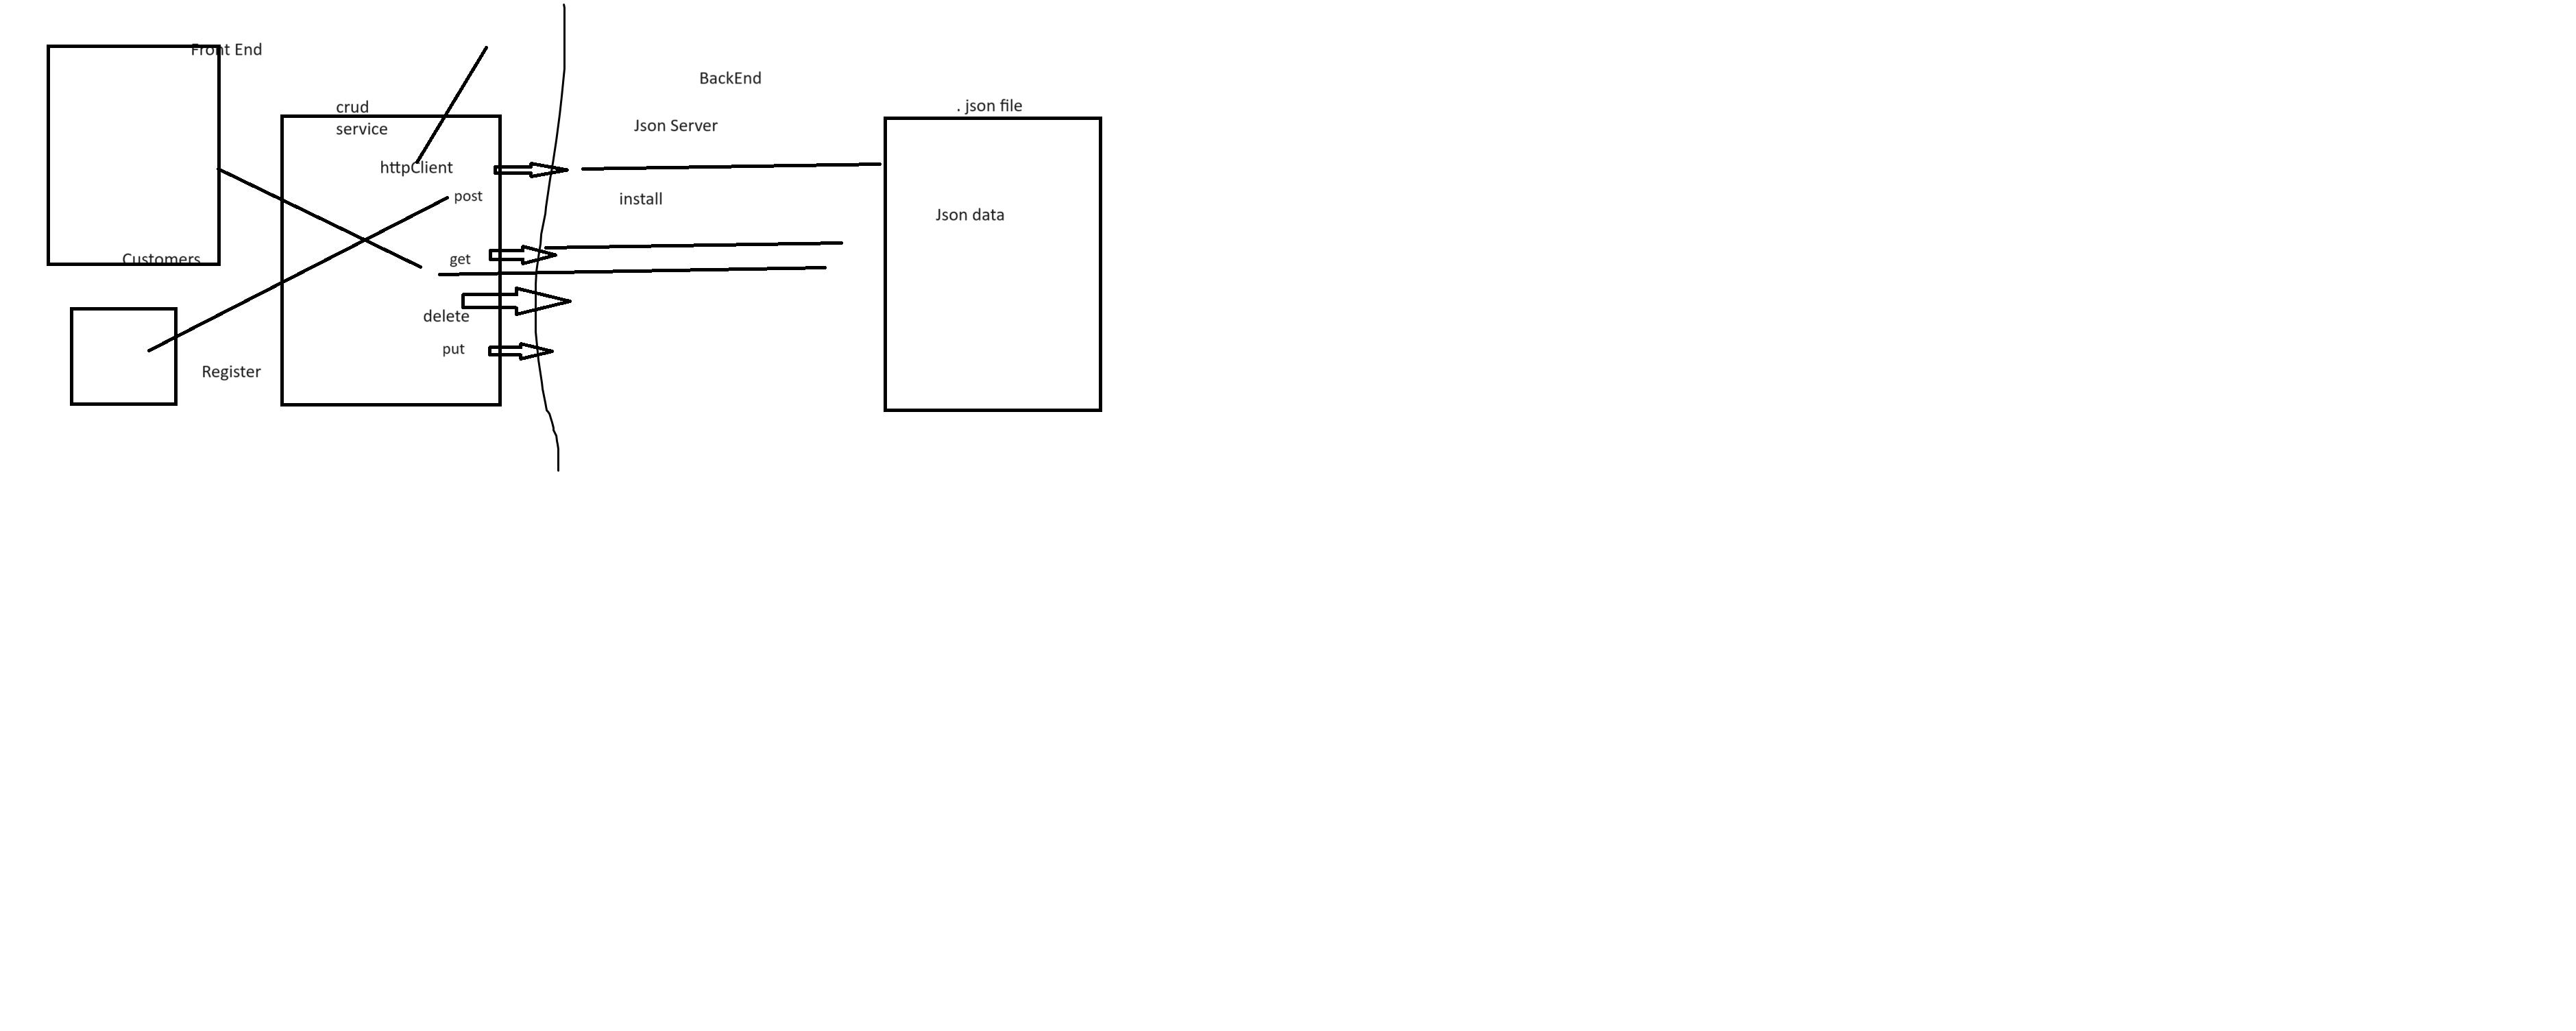 Front End
BackEnd
. json file
crud
service
Json Server
httpClient
post
install
Json data
Customers
get
delete
put
Register